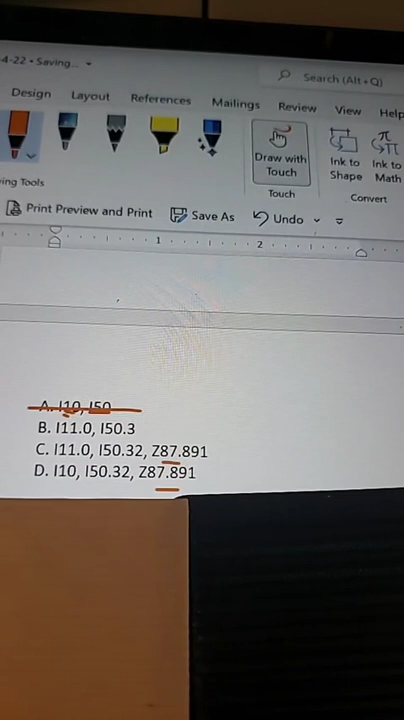 4-22 • Saving...
Search (Alt+Q)
Design Layout References Mailings Review View Help
Draw with Touch
Ink to Shape
Ink to Math
ing Tools
Touch
Convert
Print Preview and Print Save As Undo
1 2
A. I10, I50
B. I11.0, I50.3
C. I11.0, I50.32, Z87.891
D. I10, I50.32, Z87.891